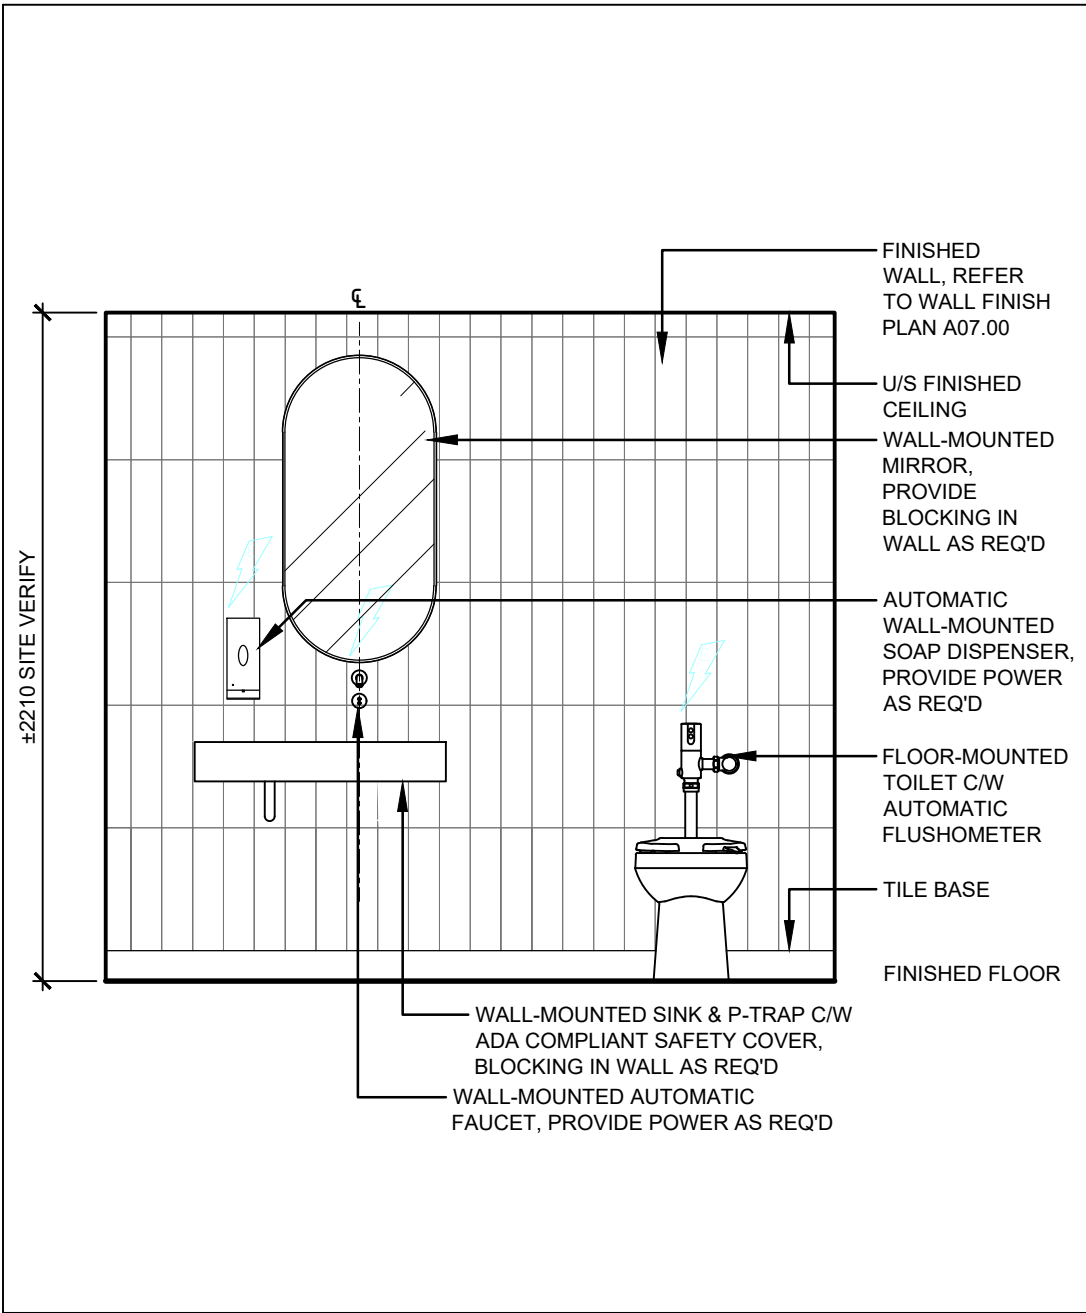 ℄
FINISHED
WALL, REFER
TO WALL FINISH
PLAN A07.00
U/S FINISHED
CEILING
WALL-MOUNTED
MIRROR,
PROVIDE
BLOCKING IN
WALL AS REQ'D
±2210 SITE VERIFY
AUTOMATIC
WALL-MOUNTED
SOAP DISPENSER,
PROVIDE POWER
AS REQ'D
FLOOR-MOUNTED
TOILET C/W
AUTOMATIC
FLUSHOMETER
TILE BASE
FINISHED FLOOR
WALL-MOUNTED SINK & P-TRAP C/W
ADA COMPLIANT SAFETY COVER,
BLOCKING IN WALL AS REQ'D
WALL-MOUNTED AUTOMATIC
FAUCET, PROVIDE POWER AS REQ'D